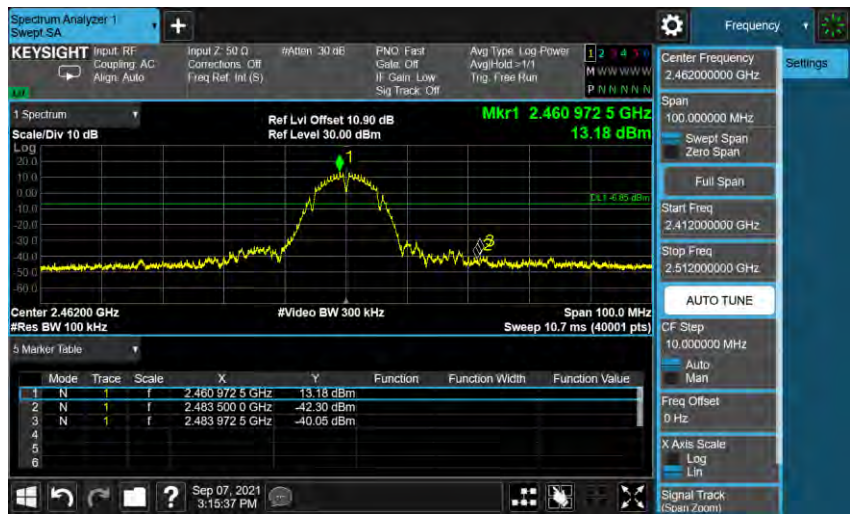 Spectrum Analyzer 1
Swept SA
+
Frequency
KEYSIGHT
Input: RF
Coupling: AC
Align: Auto
Input Z: 50 Ω
Corrections: Off
Freq Ref: Int (S)
#Atten: 30 dB
PNO: Fast
Gate: Off
IF Gain: Low
Sig Track: Off
Avg Type: Log-Power
Avg|Hold: >1/1
Trig: Free Run
1 2 3 4 5 6
M W W W W W
P N N N N N
1 Spectrum
Scale/Div 10 dB
Ref Lvl Offset 10.90 dB
Ref Level 30.00 dBm
Mkr1 2.460 972 5 GHz
13.18 dBm
Log
20.0
10.0
0.00
-10.0
-20.0
-30.0
-40.0
-50.0
-60.0
1
DL1 -6.85 dBm
Center 2.46200 GHz
#Res BW 100 kHz
#Video BW 300 kHz
Span 100.0 MHz
Sweep 10.7 ms (40001 pts)
5 Marker Table
Mode Trace Scale X Y Function Function Width Function Value
1 N 1 f 2.460 972 5 GHz 13.18 dBm
2 N 1 f 2.483 500 0 GHz -42.30 dBm
3 N 1 f 2.483 972 5 GHz -40.05 dBm
4
5
6
Sep 07, 2021
3:15:37 PM
?
Center Frequency
2.462000000 GHz
Settings
Span
100.000000 MHz
Swept Span
Zero Span
Full Span
Start Freq
2.412000000 GHz
Stop Freq
2.512000000 GHz
AUTO TUNE
CF Step
10.000000 MHz
Auto
Man
Freq Offset
0 Hz
X Axis Scale
Log
Lin
Signal Track
(Span Zoom)